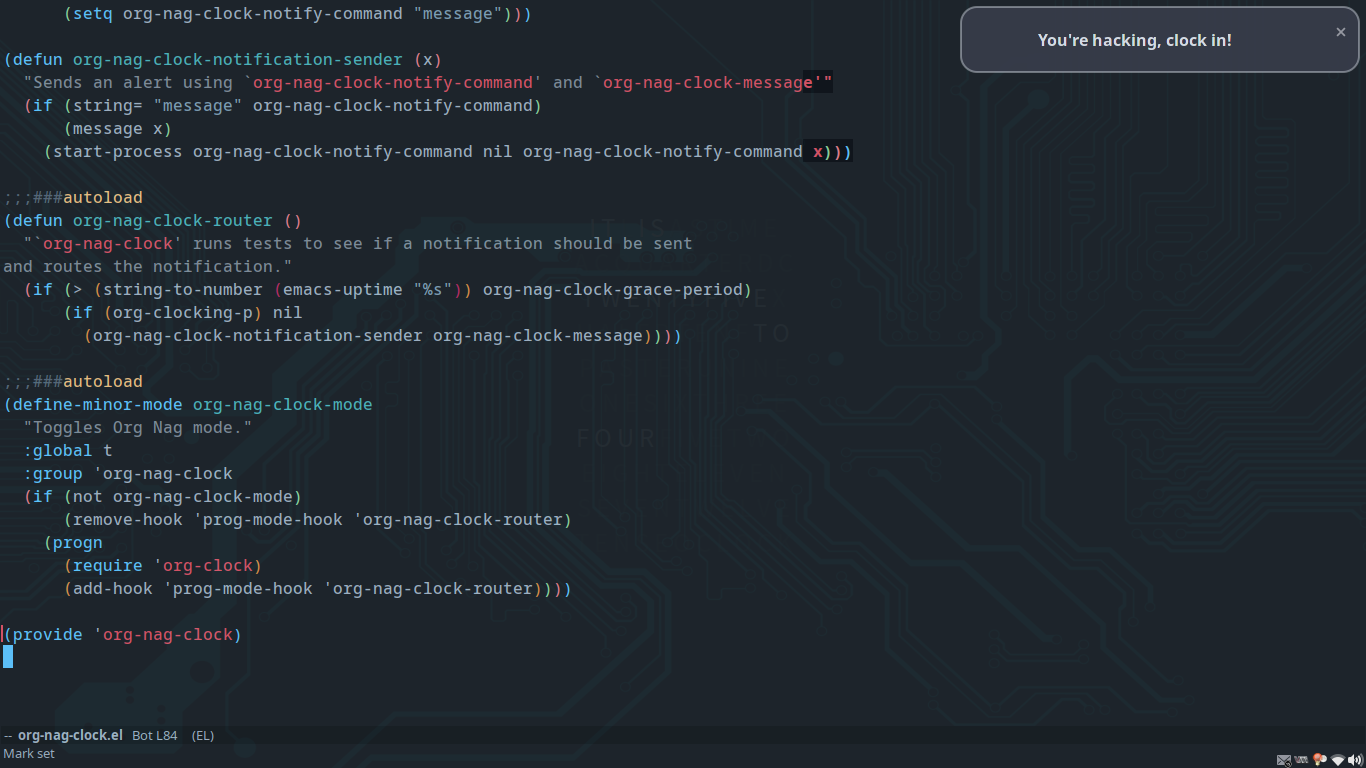 (setq org-nag-clock-notify-command "message")))
You're hacking, clock in!
×
(defun org-nag-clock-notification-sender (x)
  "Sends an alert using `org-nag-clock-notify-command' and `org-nag-clock-message'"
  (if (string= "message" org-nag-clock-notify-command)
      (message x)
    (start-process org-nag-clock-notify-command nil org-nag-clock-notify-command x)))
;;;###autoload
(defun org-nag-clock-router ()
  "`org-nag-clock' runs tests to see if a notification should be sent
and routes the notification."
  (if (> (string-to-number (emacs-uptime "%s")) org-nag-clock-grace-period)
      (if (org-clocking-p) nil
        (org-nag-clock-notification-sender org-nag-clock-message))))
;;;###autoload
(define-minor-mode org-nag-clock-mode
  "Toggles Org Nag mode."
  :global t
  :group 'org-nag-clock
  (if (not org-nag-clock-mode)
      (remove-hook 'prog-mode-hook 'org-nag-clock-router)
    (progn
      (require 'org-clock)
      (add-hook 'prog-mode-hook 'org-nag-clock-router))))
(provide 'org-nag-clock)
IT IS
TO
FOUR
-- org-nag-clock.el Bot L84 (EL)
Mark set